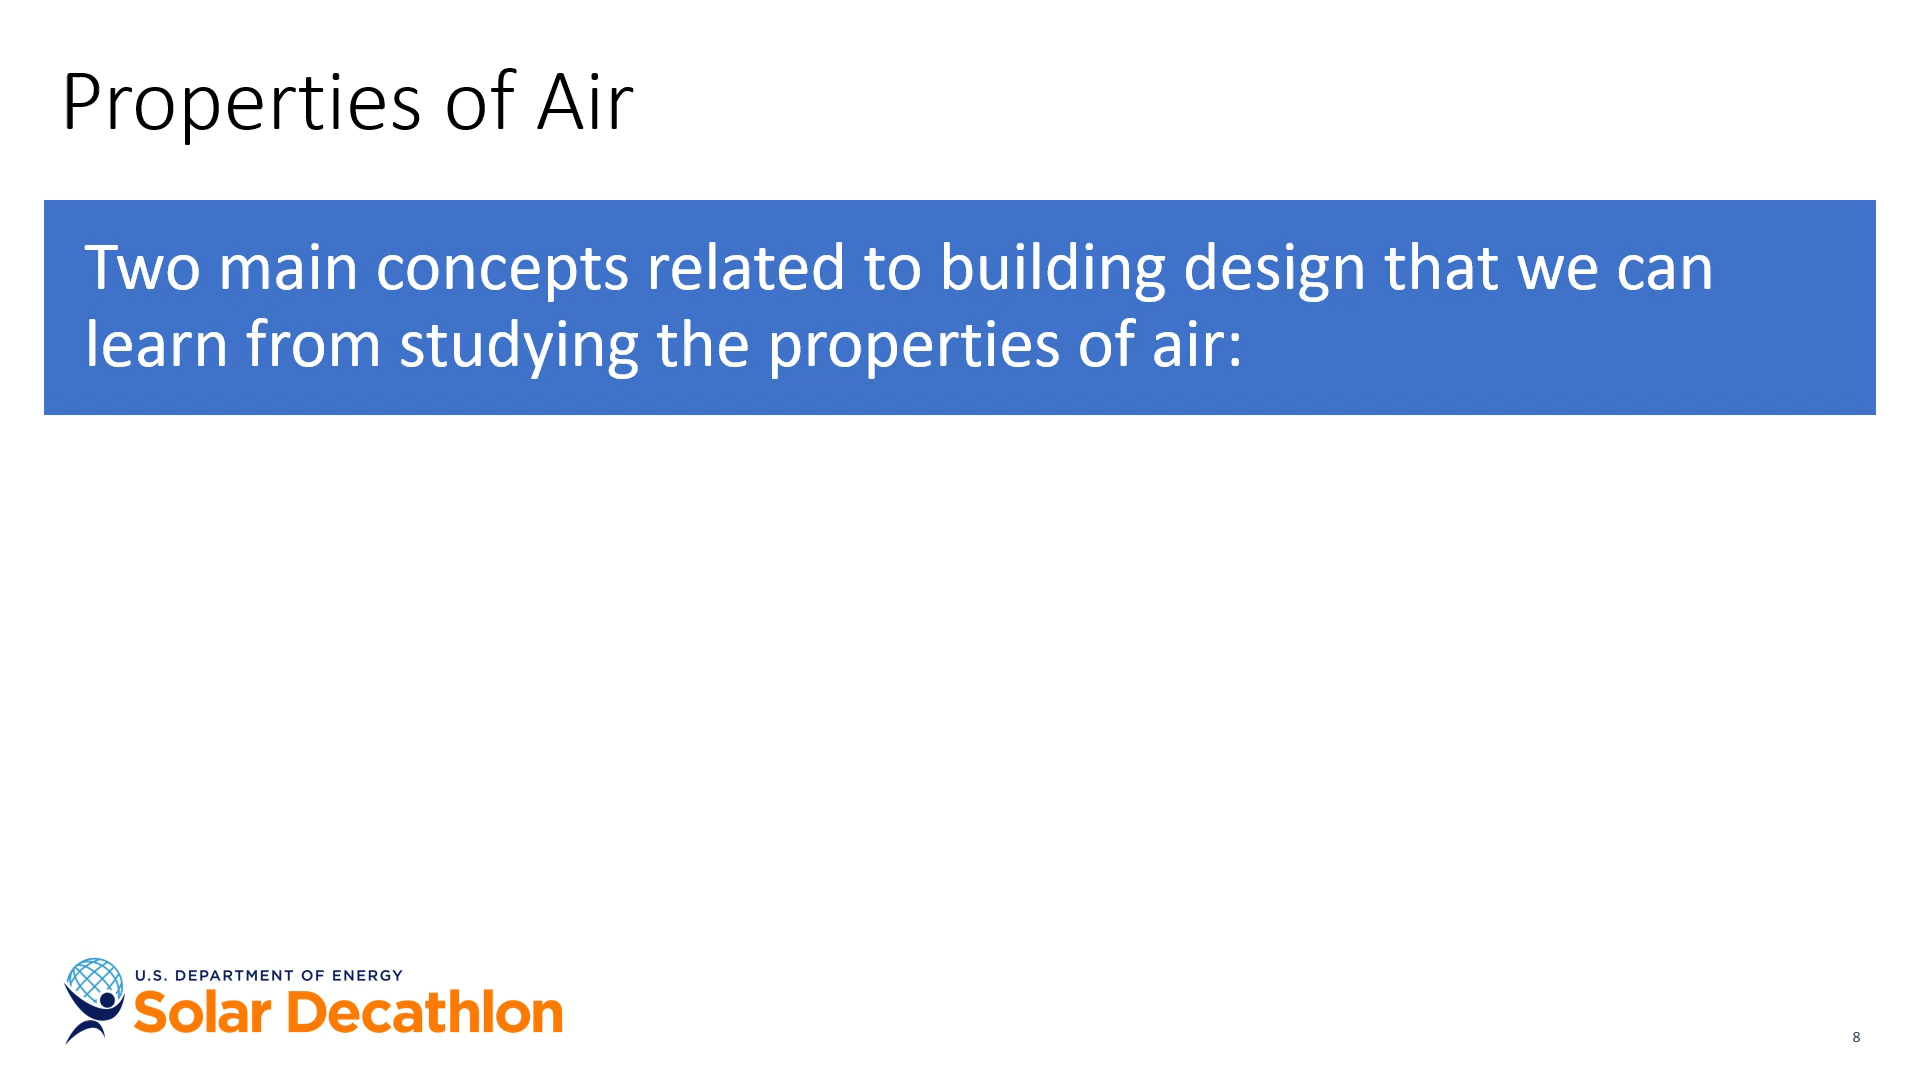 Properties of Air
Two main concepts related to building design that we can
learn from studying the properties of air:
U.S. DEPARTMENT OF ENERGY
Solar Decathlon
8